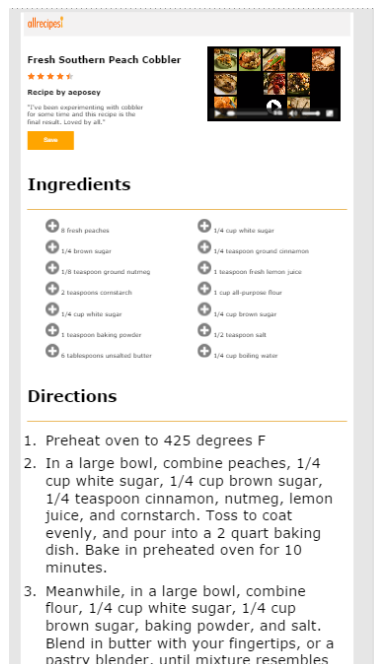 allrecipes!
Fresh Southern Peach Cobbler
Recipe by aeposey
"I've been experimenting with cobbler
for some time and this recipe is the
final result. Loved by all."
Save
Ingredients
8 fresh peaches
1/4 cup white sugar
1/4 brown sugar
1/4 teaspoon ground cinnamon
1/8 teaspoon ground nutmeg
1 teaspoon fresh lemon juice
2 teaspoons cornstarch
1 cup all-purpose flour
1/4 cup white sugar
1/4 cup brown sugar
1 teaspoon baking powder
1/2 teaspoon salt
6 tablespoons unsalted butter
1/4 cup boiling water
Directions
1. Preheat oven to 425 degrees F
2. In a large bowl, combine peaches, 1/4
cup white sugar, 1/4 cup brown sugar,
1/4 teaspoon cinnamon, nutmeg, lemon
juice, and cornstarch. Toss to coat
evenly, and pour into a 2 quart baking
dish. Bake in preheated oven for 10
minutes.
3. Meanwhile, in a large bowl, combine
flour, 1/4 cup white sugar, 1/4 cup
brown sugar, baking powder, and salt.
Blend in butter with your fingertips, or a
pastry blender, until mixture resembles